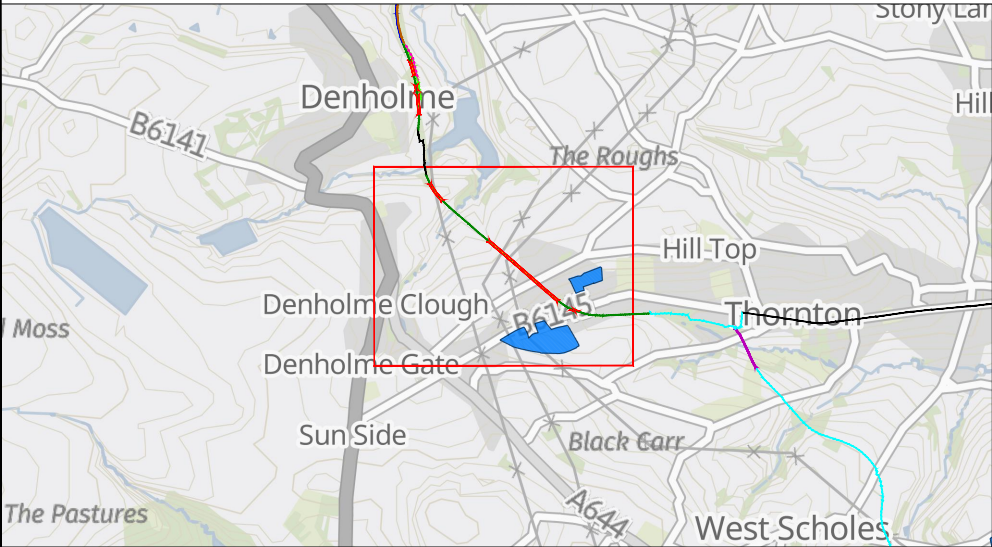 Stony Lan
Denholme
Hill
B6141
The Roughs
Hill Top
Denholme Clough
B6145
Thornton
l Moss
Denholme Gate
Sun Side
Black Carr
The Pastures
A644
West Scholes